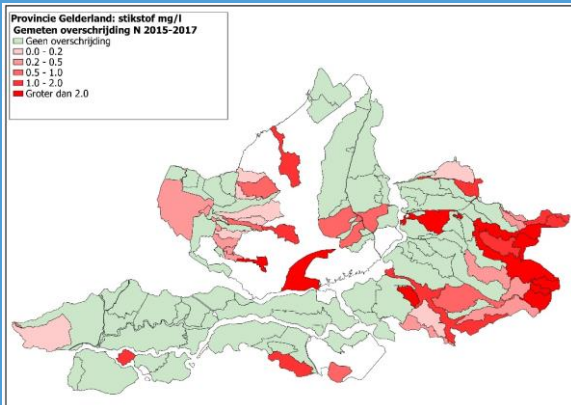 Provincie Gelderland: stikstof mg/l
Gemeten overschrijding N 2015-2017
Geen overschrijding
0.0 - 0.2
0.2 - 0.5
0.5 - 1.0
1.0 - 2.0
Groter dan 2.0